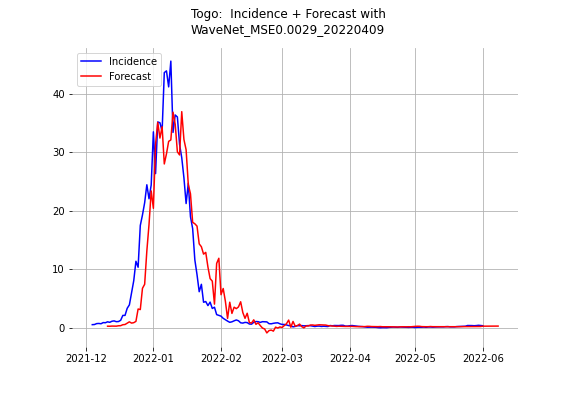 Togo:  Incidence + Forecast with
WaveNet_MSE0.0029_20220409
Incidence
Forecast
40
30
20
10
0
2021-12 2022-01 2022-02 2022-03 2022-04 2022-05 2022-06